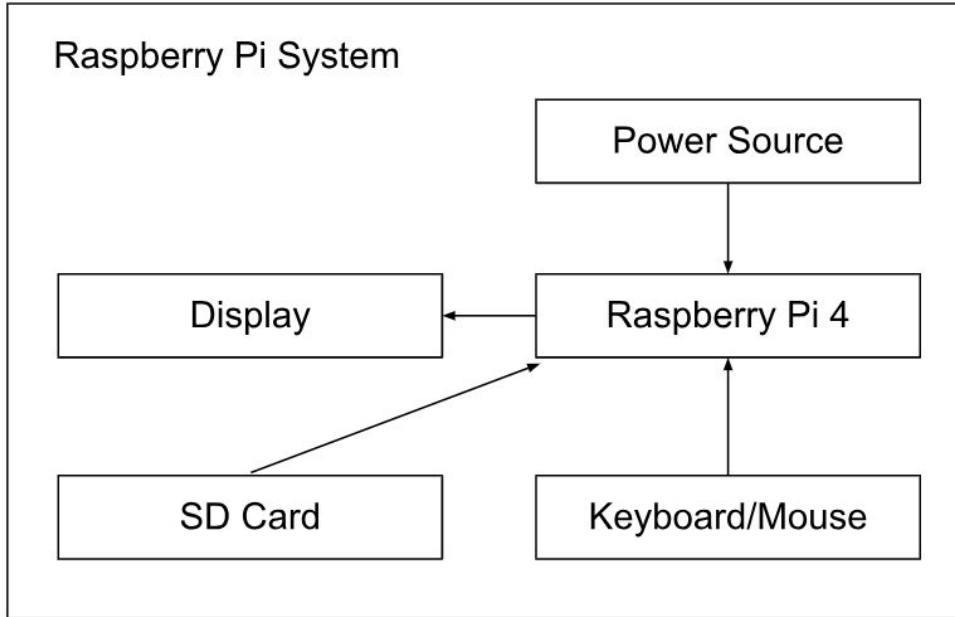 Raspberry Pi System
Power Source
Display
Raspberry Pi 4
SD Card
Keyboard/Mouse